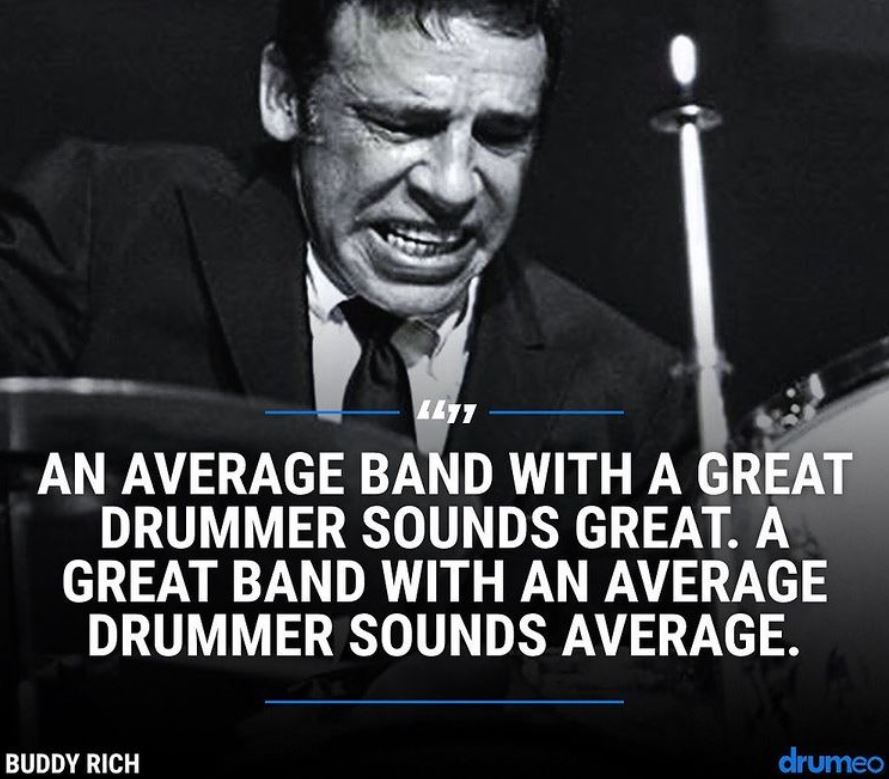 AN AVERAGE BAND WITH A GREAT
DRUMMER SOUNDS GREAT. A
GREAT BAND WITH AN AVERAGE
DRUMMER SOUNDS AVERAGE.
BUDDY RICH
drumeo